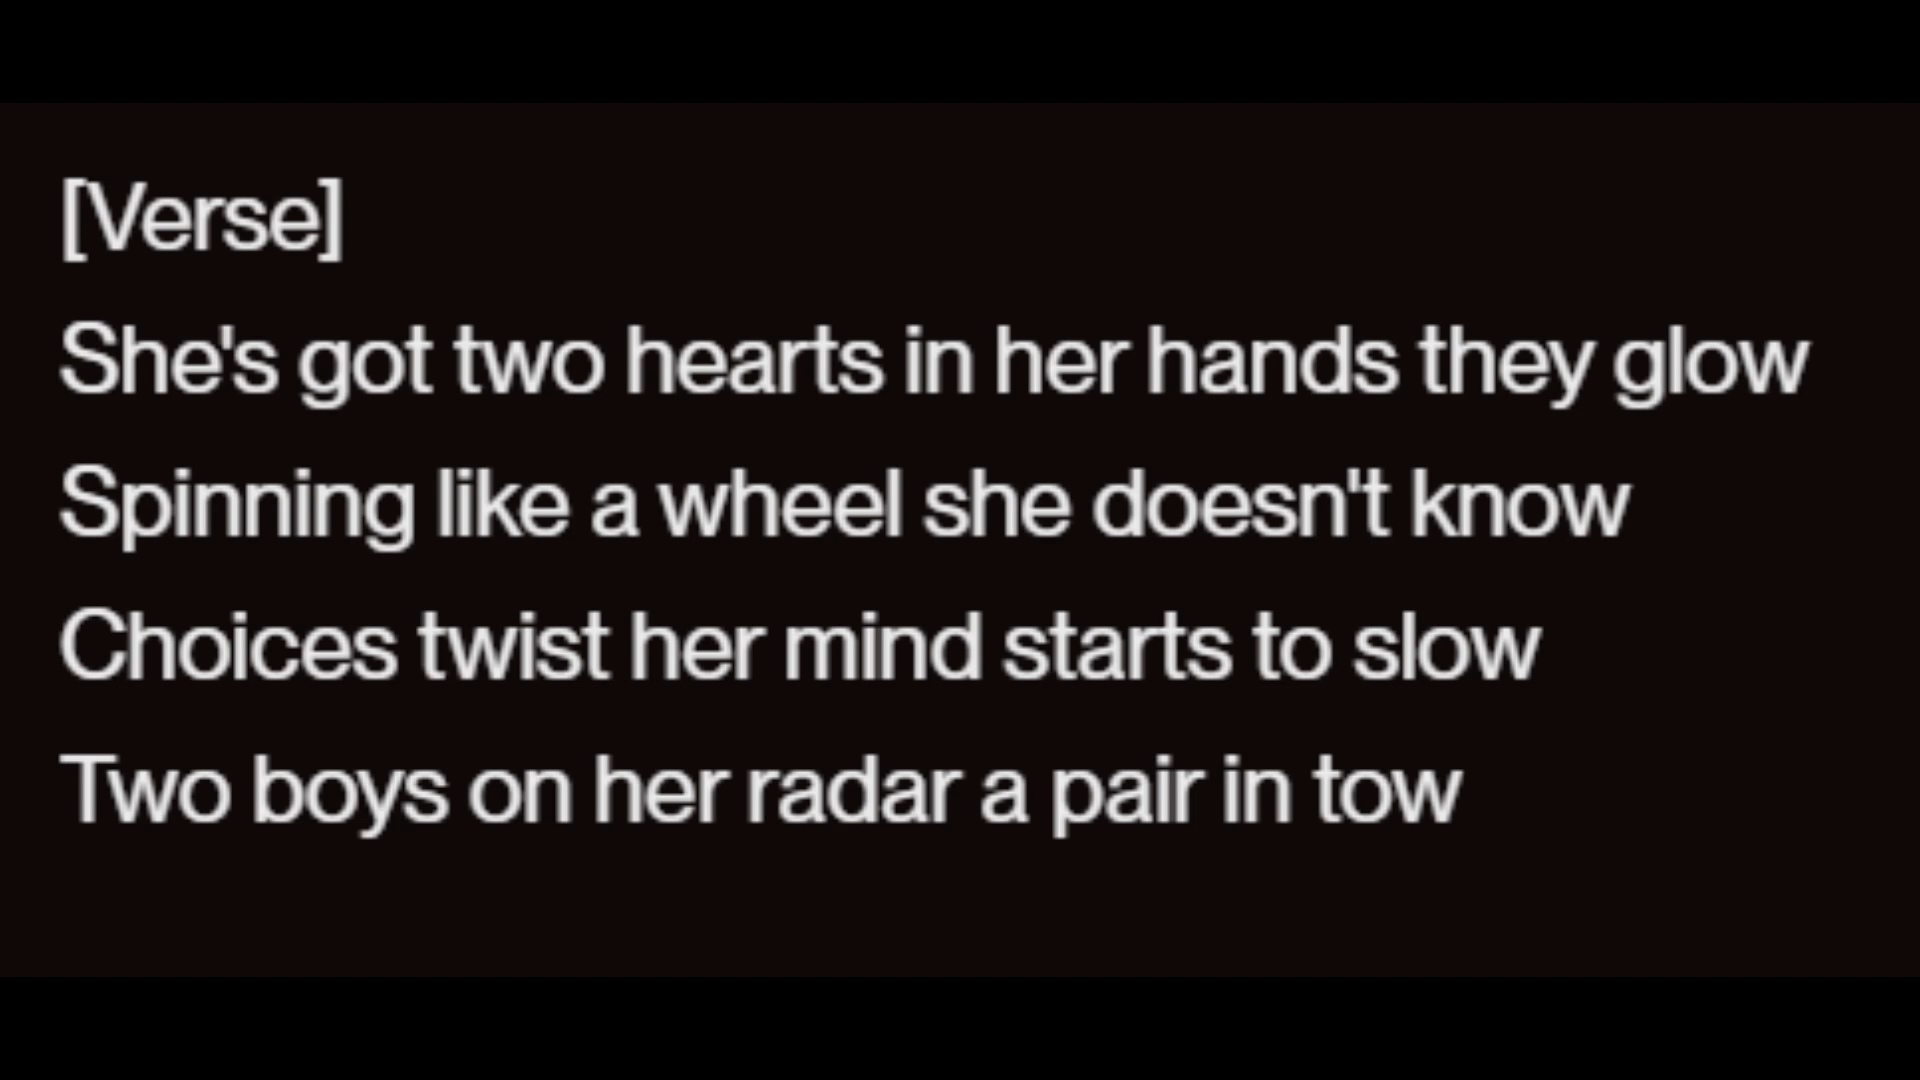 [Verse]
She's got two hearts in her hands they glow
Spinning like a wheel she doesn't know
Choices twist her mind starts to slow
Two boys on her radar a pair in tow